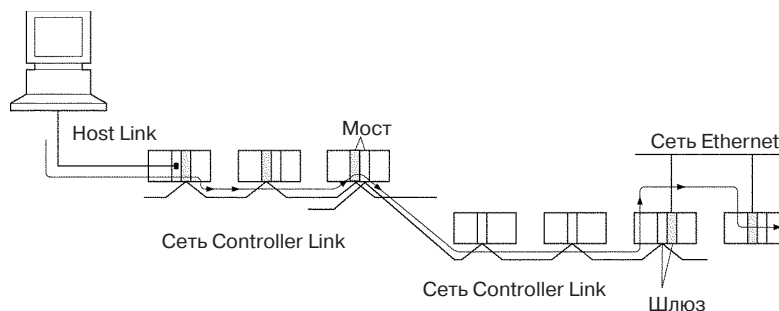 Host Link
Мост
Сеть Ethernet
Сеть Controller Link
Сеть Controller Link
Шлюз